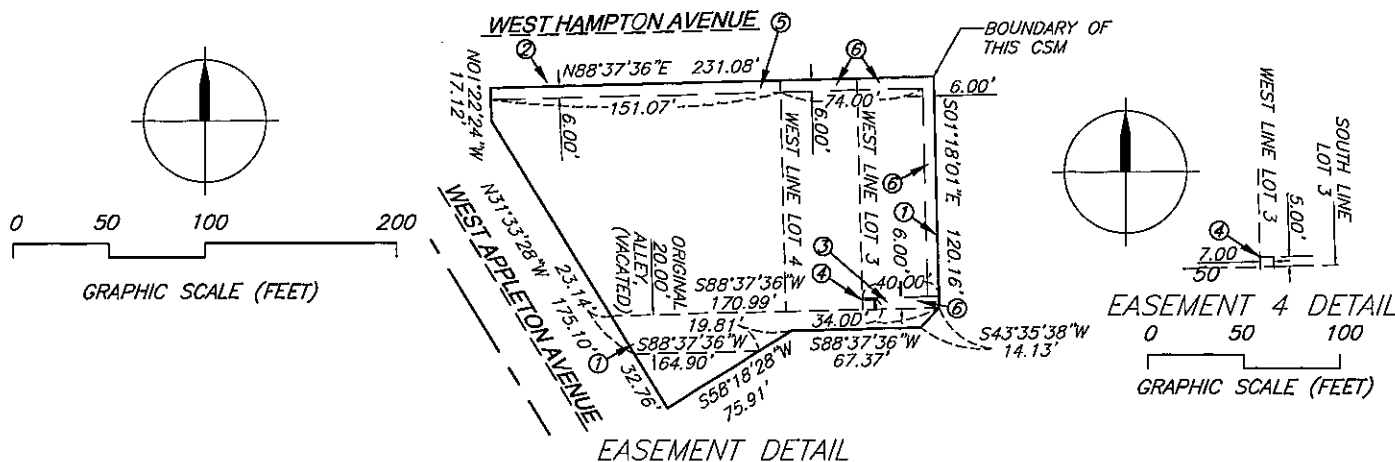 WEST HAMPTON AVENUE
⑤
BOUNDARY OF
THIS CSM
②
⑥
N88°37'36"E 231.08'
N01°22'24"W
17.12'
151.07'
74.00'
6.00'
6.00'
6.00'
S01°18'01"E 120.16'
WEST LINE LOT 4
WEST LINE LOT 3
⑥
①
6.00'
WEST APPLETON AVENUE
N31°33'28"W 175.10'
23.14'
32.76'
①
ORIGINAL
20.00'
ALLEY,
(VACATED)
③
④
S88°37'36"W
170.99'
40.00'
⑥
19.81'
34.00
S88°37'36"W
164.90'
S88°37'36"W
67.37'
S43°35'38"W
14.13'
S58°18'28"W
75.91'
EASEMENT DETAIL
0 50 100 200
GRAPHIC SCALE (FEET)
WEST LINE LOT 3
SOUTH LINE
LOT 3
5.00'
④
7.00
50
EASEMENT 4 DETAIL
0 50 100
GRAPHIC SCALE (FEET)